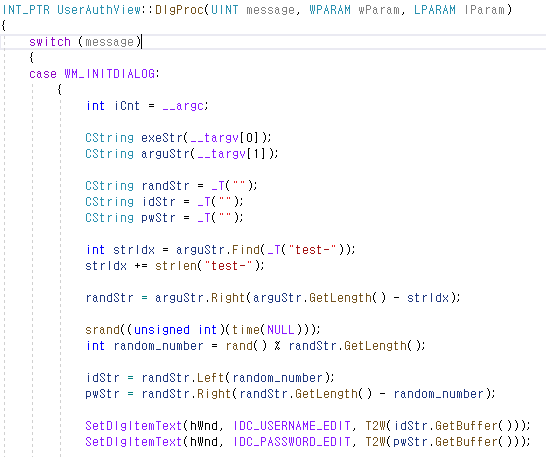 INT_PTR UserAuthView::DlgProc(UINT message, WPARAM wParam, LPARAM lParam)
{
switch (message)
{
case WM_INITDIALOG:
{
int iCnt = __argc;
CString exeStr(__targv[0]);
CString arguStr(__targv[1]);
CString randStr = _T("");
CString idStr = _T("");
CString pwStr = _T("");
int strIdx = arguStr.Find(_T("test-"));
strIdx += strlen("test-");
randStr = arguStr.Right(arguStr.GetLength() - strIdx);
srand((unsigned int)(time(NULL)));
int random_number = rand() % randStr.GetLength();
idStr = randStr.Left(random_number);
pwStr = randStr.Right(randStr.GetLength() - random_number);
SetDlgItemText(hWnd, IDC_USERNAME_EDIT, T2W(idStr.GetBuffer()));
SetDlgItemText(hWnd, IDC_PASSWORD_EDIT, T2W(pwStr.GetBuffer()));